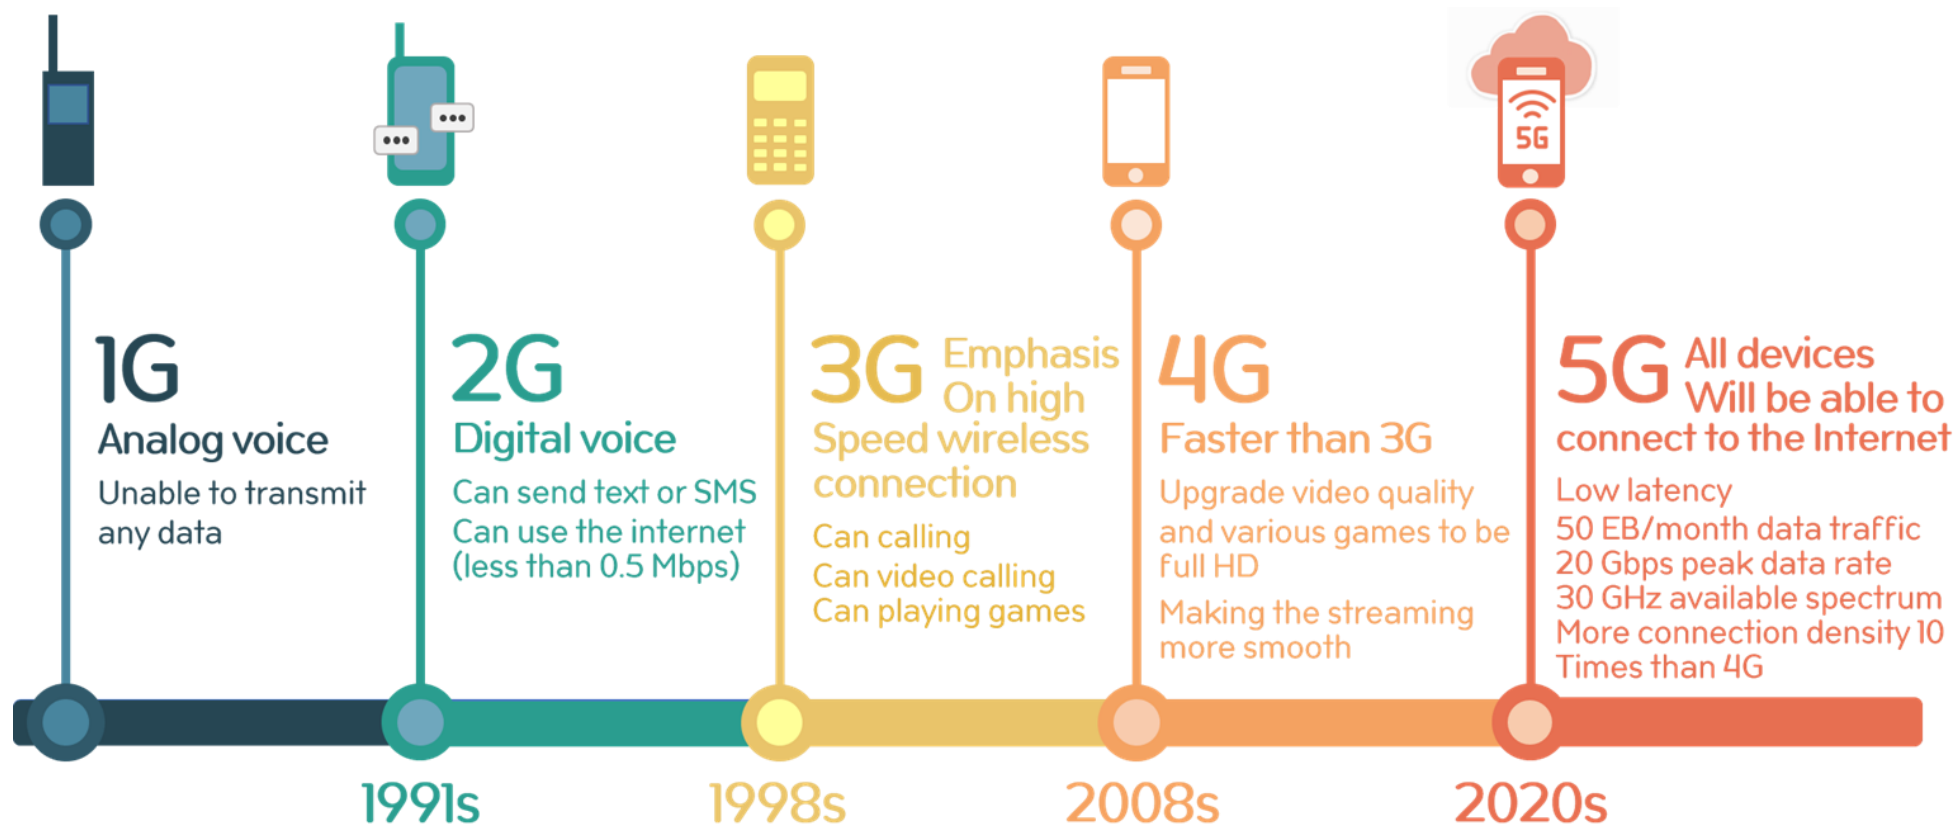 5G
1G
Analog voice
Unable to transmit
any data
2G
Digital voice
Can send text or SMS
Can use the internet
(less than 0.5 Mbps)
3G Emphasis
On high
Speed wireless
connection
Can calling
Can video calling
Can playing games
4G
Faster than 3G
Upgrade video quality
and various games to be
full HD
Making the streaming
more smooth
5G All devices
Will be able to
connect to the Internet
Low latency
50 EB/month data traffic
20 Gbps peak data rate
30 GHz available spectrum
More connection density 10
Times than 4G
1991s
1998s
2008s
2020s